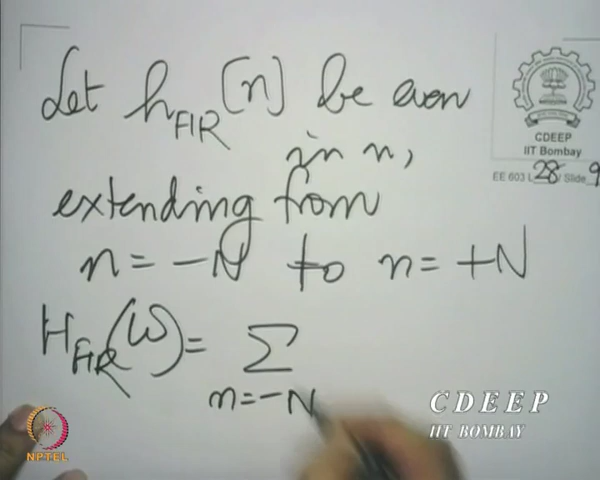 Let h_FIR[n] be even
in n,
extending from
n = -N to n = +N
H_FIR(ω) = Σ
n=-N
CDEEP
IIT Bombay
EE 603 L 28 / Slide 9
CDEEP
IIT BOMBAY
NPTEL